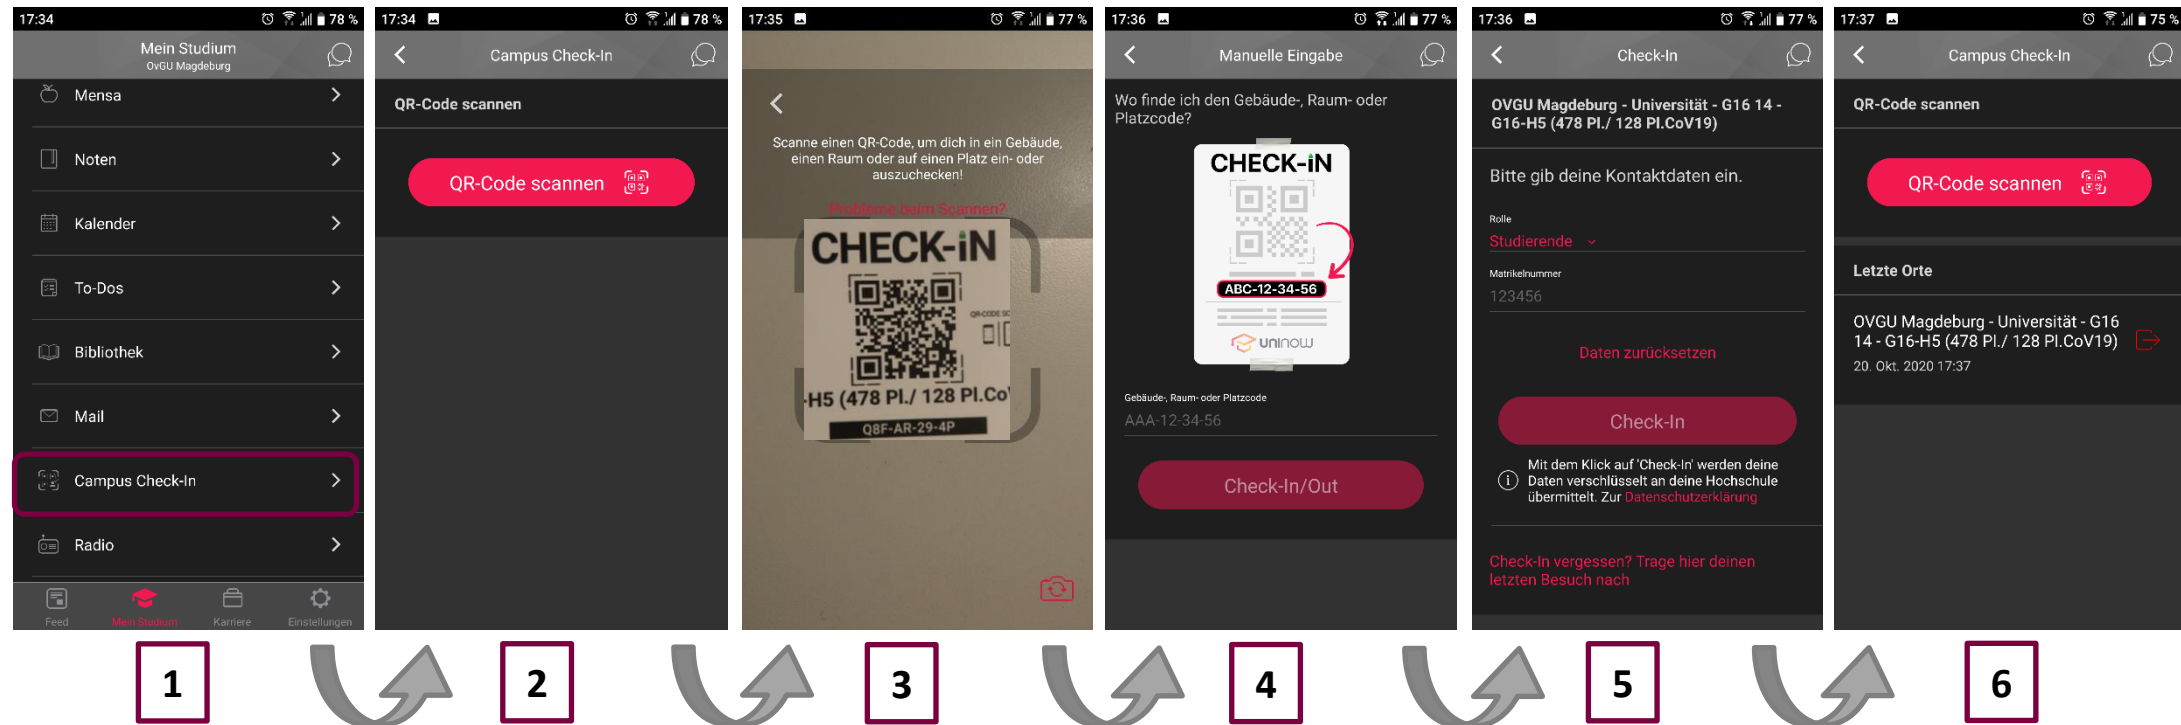 17:34
78 %
Mein Studium
OvGU Magdeburg
Mensa
Noten
Kalender
To-Dos
Bibliothek
Mail
Campus Check-In
Radio
Feed
Mein Studium
Karriere
Einstellungen
1
17:34
78 %
Campus Check-In
QR-Code scannen
QR-Code scannen
2
17:35
77 %
Scanne einen QR-Code, um dich in ein Gebäude,
einen Raum oder auf einen Platz ein- oder
auszuchecken!
Probleme beim Scannen?
CHECK-iN
QR-CODE SC
-H5 (478 Pl./ 128 Pl.Co
Q8F-AR-29-4P
3
17:36
77 %
Manuelle Eingabe
Wo finde ich den Gebäude-, Raum- oder
Platzcode?
CHECK-iN
ABC-12-34-56
UNINOW
Gebäude-, Raum- oder Platzcode
AAA-12-34-56
Check-In/Out
4
17:36
77 %
Check-In
OVGU Magdeburg - Universität - G16 14 -
G16-H5 (478 Pl./ 128 Pl.CoV19)
Bitte gib deine Kontaktdaten ein.
Rolle
Studierende
Matrikelnummer
123456
Daten zurücksetzen
Check-In
Mit dem Klick auf 'Check-In' werden deine
Daten verschlüsselt an deine Hochschule
übermittelt. Zur Datenschutzerklärung
Check-In vergessen? Trage hier deinen
letzten Besuch nach
5
17:37
75 %
Campus Check-In
QR-Code scannen
QR-Code scannen
Letzte Orte
OVGU Magdeburg - Universität - G16
14 - G16-H5 (478 Pl./ 128 Pl.CoV19)
20. Okt. 2020 17:37
6